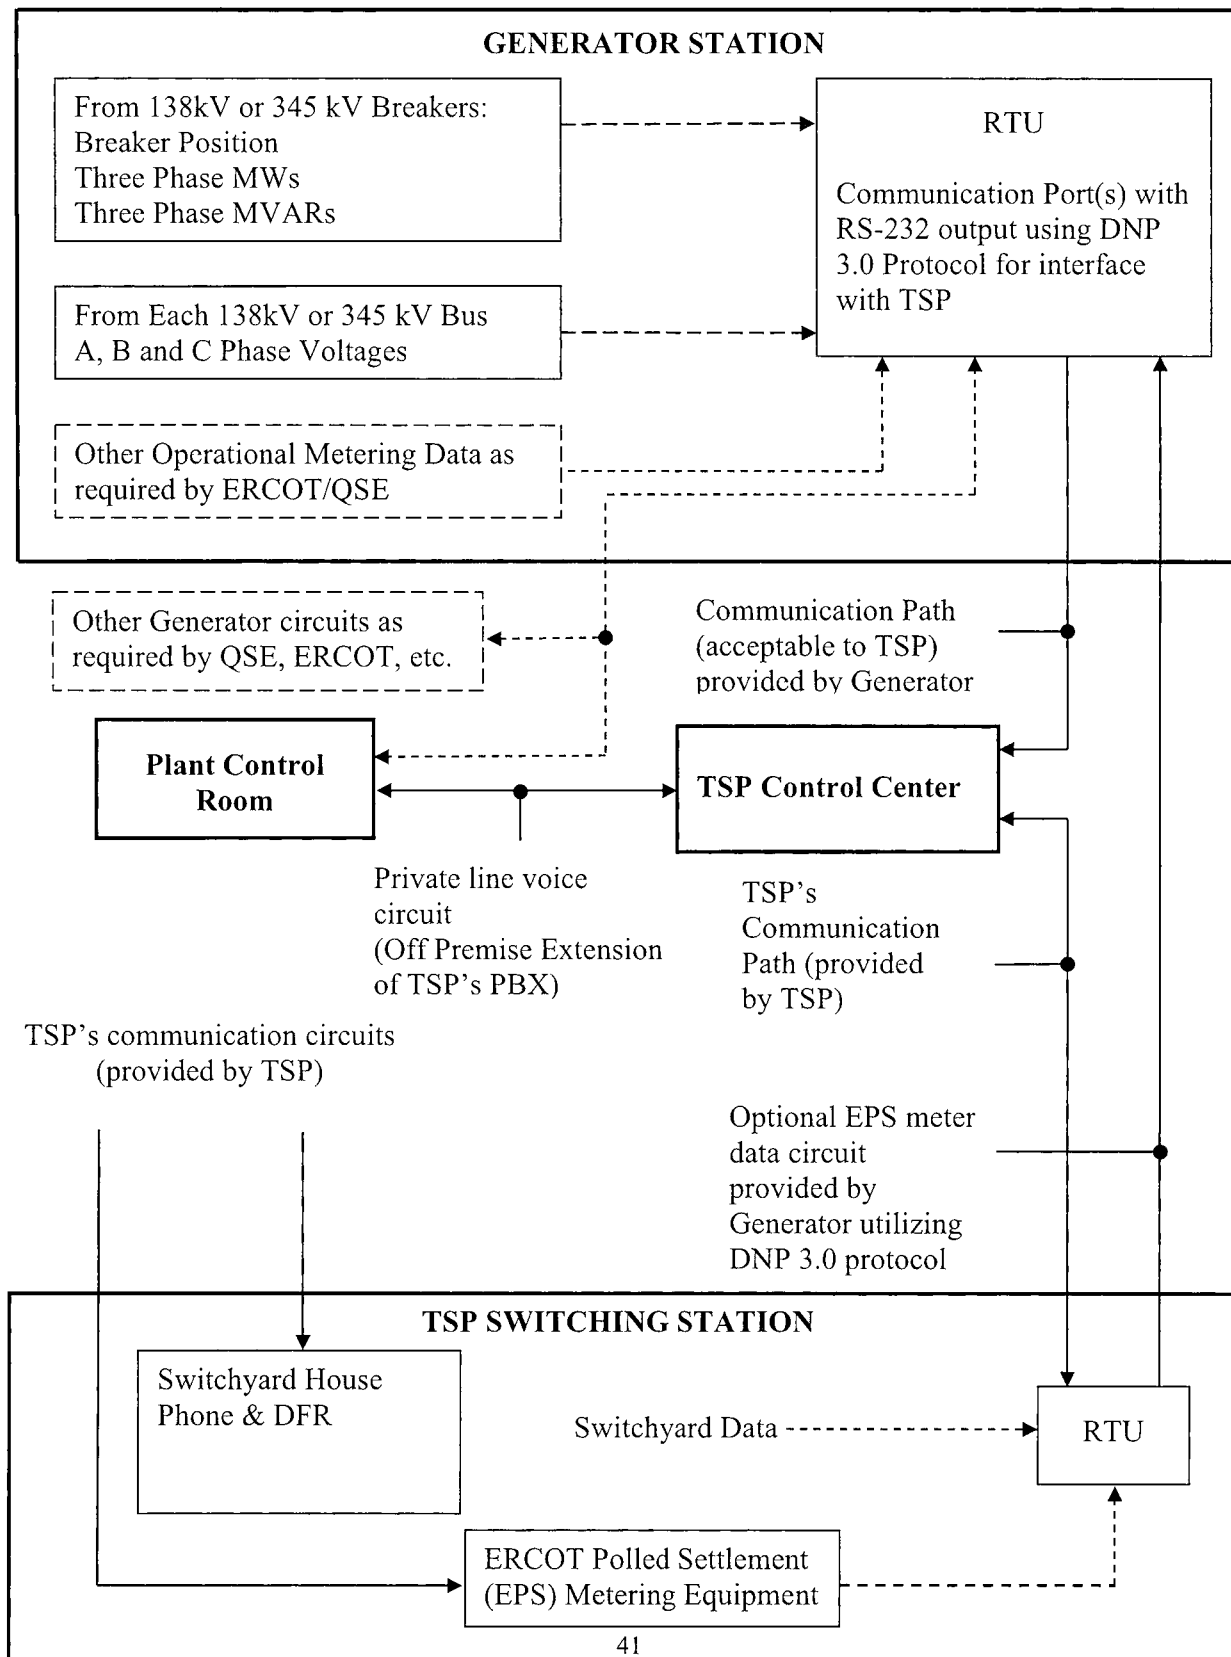 GENERATOR STATION
From 138kV or 345 kV Breakers:
Breaker Position
Three Phase MWs
Three Phase MVARs
RTU
Communication Port(s) with
RS-232 output using DNP
3.0 Protocol for interface
with TSP
From Each 138kV or 345 kV Bus
A, B and C Phase Voltages
Other Operational Metering Data as
required by ERCOT/QSE
Other Generator circuits as
required by QSE, ERCOT, etc.
Communication Path
(acceptable to TSP)
provided by Generator
Plant Control
Room
TSP Control Center
Private line voice
circuit
(Off Premise Extension
of TSP's PBX)
TSP's
Communication
Path (provided
by TSP)
TSP's communication circuits
(provided by TSP)
Optional EPS meter
data circuit
provided by
Generator utilizing
DNP 3.0 protocol
TSP SWITCHING STATION
Switchyard House
Phone & DFR
Switchyard Data
RTU
ERCOT Polled Settlement
(EPS) Metering Equipment
41